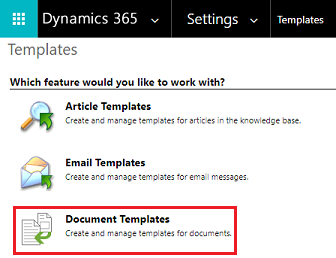 Dynamics 365 Settings Templates
Templates
Which feature would you like to work with?
Article Templates
Create and manage templates for articles in the knowledge base.
Email Templates
Create and manage templates for email messages.
Document Templates
Create and manage templates for documents.